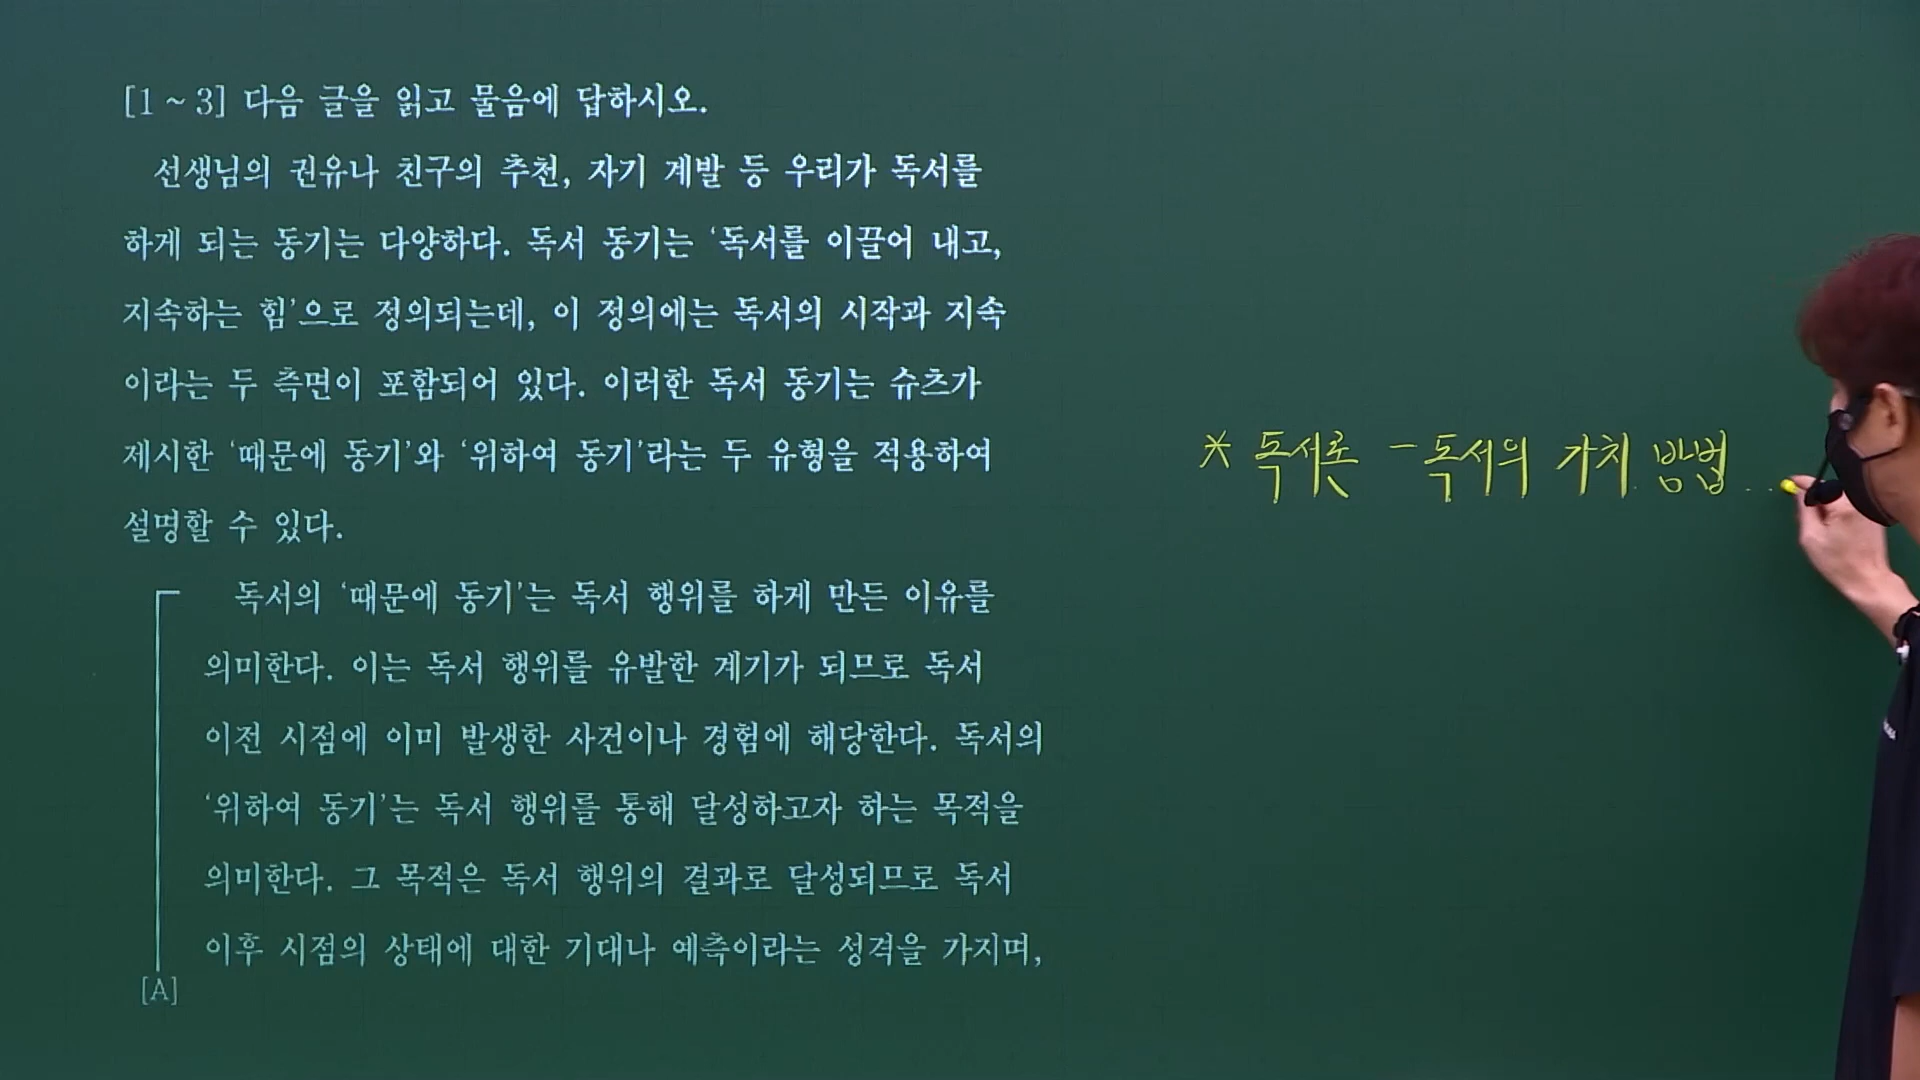 [1 ~ 3] 다음 글을 읽고 물음에 답하시오.
선생님의 권유나 친구의 추천, 자기 계발 등 우리가 독서를
하게 되는 동기는 다양하다. 독서 동기는 ‘독서를 이끌어 내고,
지속하는 힘’으로 정의되는데, 이 정의에는 독서의 시작과 지속
이라는 두 측면이 포함되어 있다. 이러한 독서 동기는 슈츠가
제시한 ‘때문에 동기’와 ‘위하여 동기’라는 두 유형을 적용하여
설명할 수 있다.
독서의 ‘때문에 동기’는 독서 행위를 하게 만든 이유를
의미한다. 이는 독서 행위를 유발한 계기가 되므로 독서
이전 시점에 이미 발생한 사건이나 경험에 해당한다. 독서의
‘위하여 동기’는 독서 행위를 통해 달성하고자 하는 목적을
의미한다. 그 목적은 독서 행위의 결과로 달성되므로 독서
이후 시점의 상태에 대한 기대나 예측이라는 성격을 가지며,
[A]
* 독서론 - 독서의 가치. 방법 ...